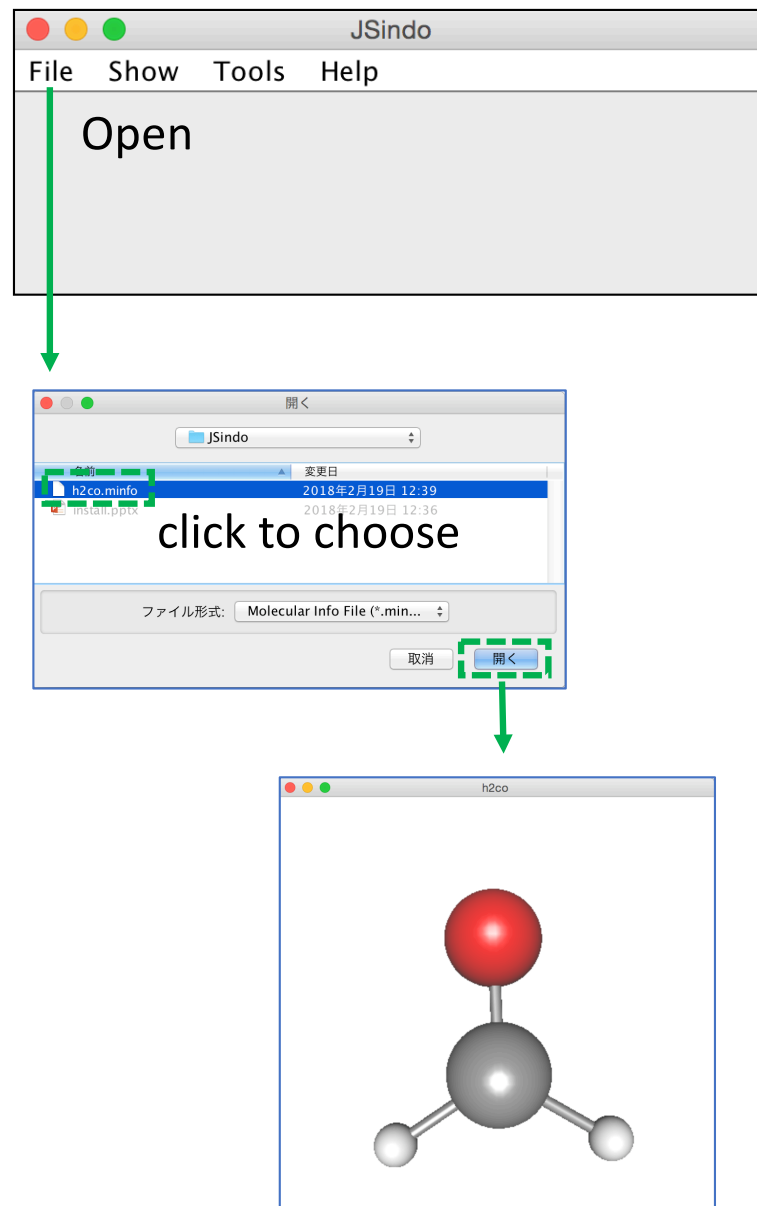 JSindo
File Show Tools Help
Open
開く
JSindo
名前 変更日
h2co.minfo 2018年2月19日 12:39
install.pptx 2018年2月19日 12:36
click to choose
ファイル形式: Molecular Info File (*.min...
取消 開く
h2co